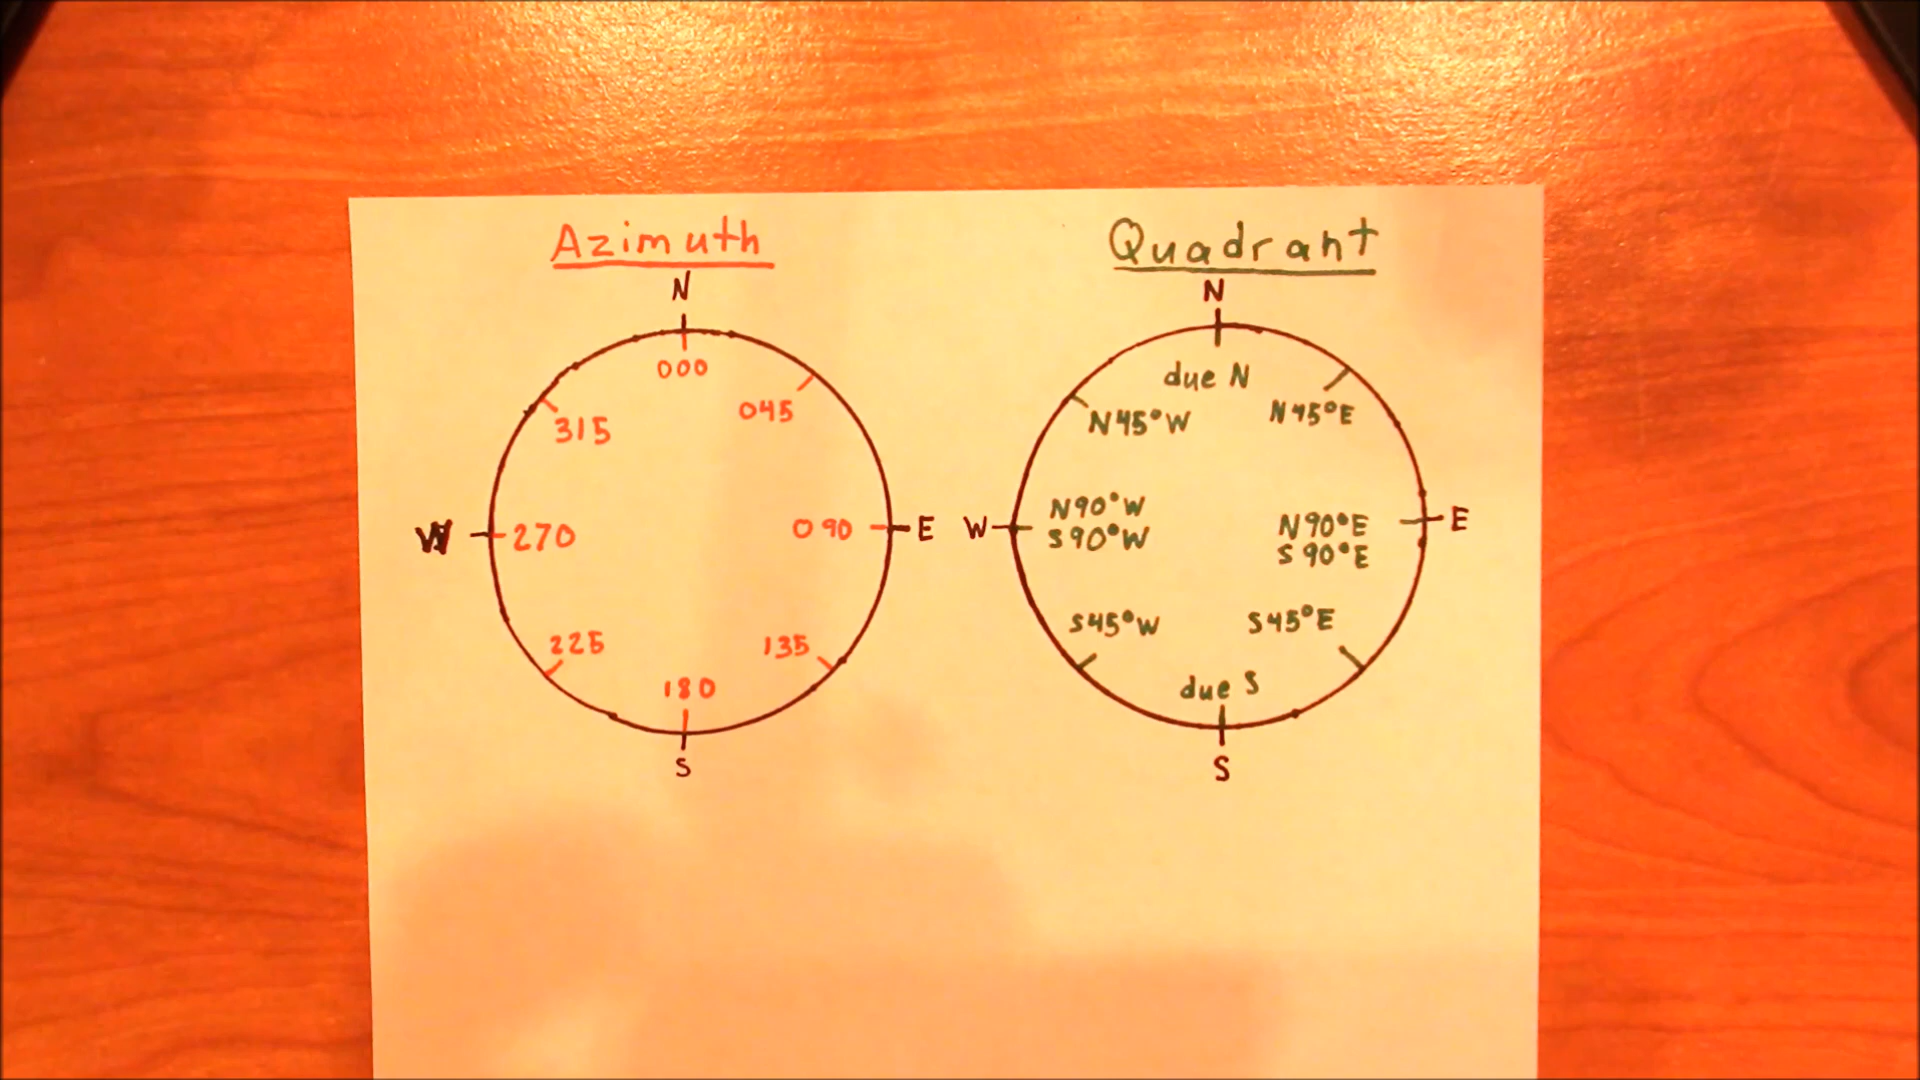 Azimuth
N
000
045
315
W
270
090
E
225
135
180
S
Quadrant
N
due N
N45°W
N45°E
W
N90°W
S90°W
N90°E
S90°E
E
S45°W
S45°E
due S
S